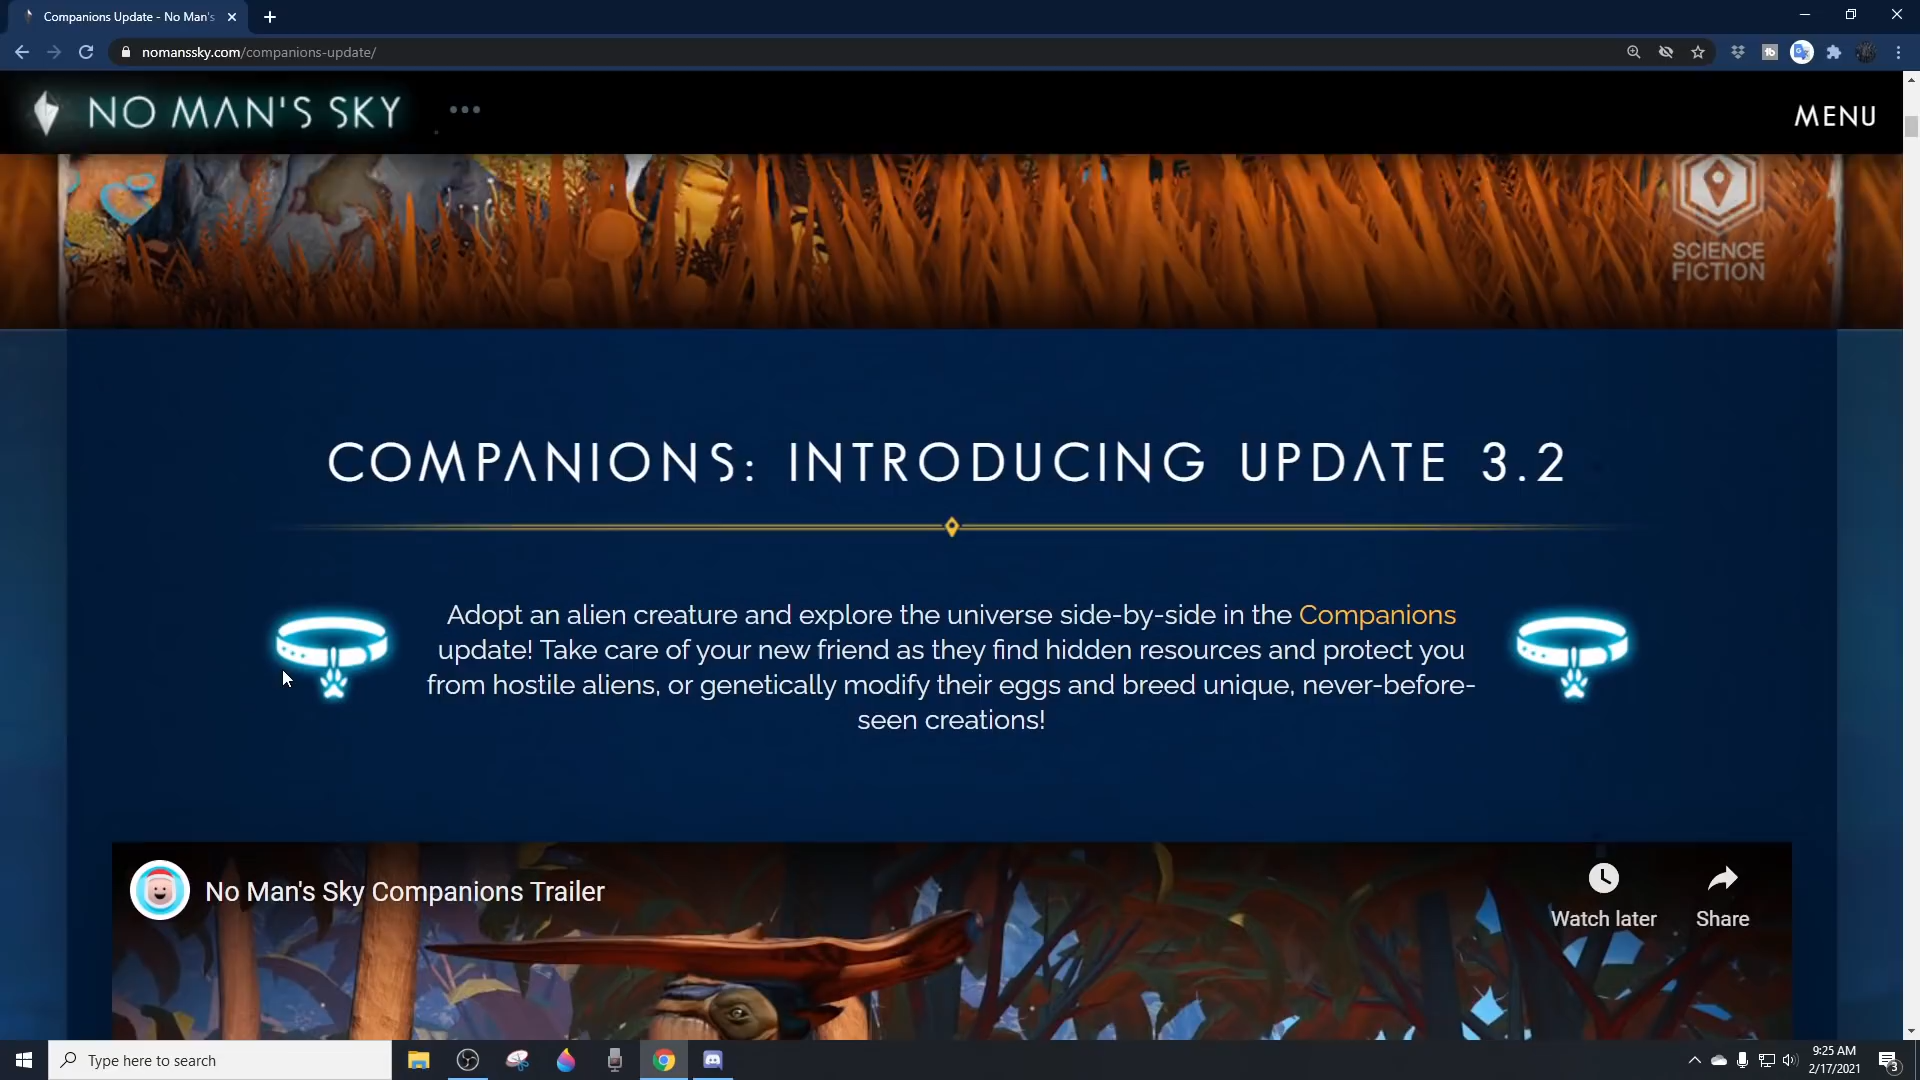 Companions Update - No Man's
nomanssky.com/companions-update/
NO MAN'S SKY
MENU
SCIENCE
FICTION
COMPANIONS: INTRODUCING UPDATE 3.2
Adopt an alien creature and explore the universe side-by-side in the Companions
update! Take care of your new friend as they find hidden resources and protect you
from hostile aliens, or genetically modify their eggs and breed unique, never-before-
seen creations!
No Man's Sky Companions Trailer
Watch later
Share
Type here to search
9:25 AM
2/17/2021
3